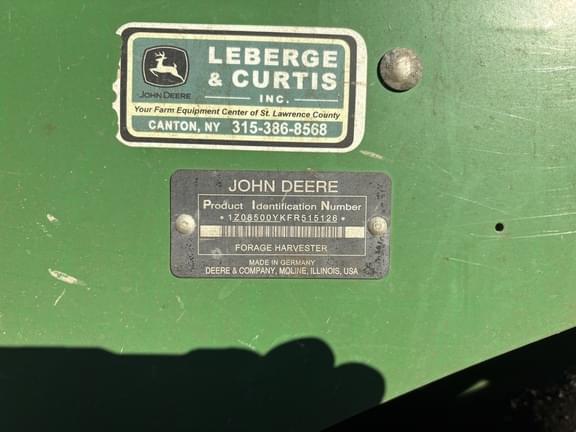 LEBERGE
& CURTIS
INC.
JOHN DEERE
Your Farm Equipment Center of St. Lawrence County
CANTON, NY 315-386-8568
JOHN DEERE
Product Identification Number
*1Z08500YKFR515126*
FORAGE HARVESTER
MADE IN GERMANY
DEERE & COMPANY, MOLINE, ILLINOIS, USA